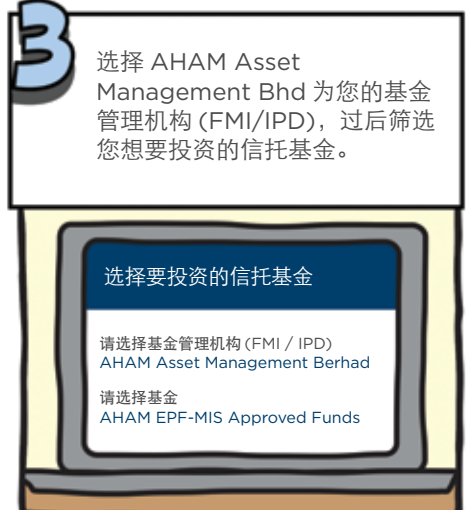 3
选择 AHAM Asset
Management Bhd 为您的基金
管理机构 (FMI/IPD)，过后筛选
您想要投资的信托基金。
选择要投资的信托基金
请选择基金管理机构 (FMI / IPD)
AHAM Asset Management Berhad
请选择基金
AHAM EPF-MIS Approved Funds